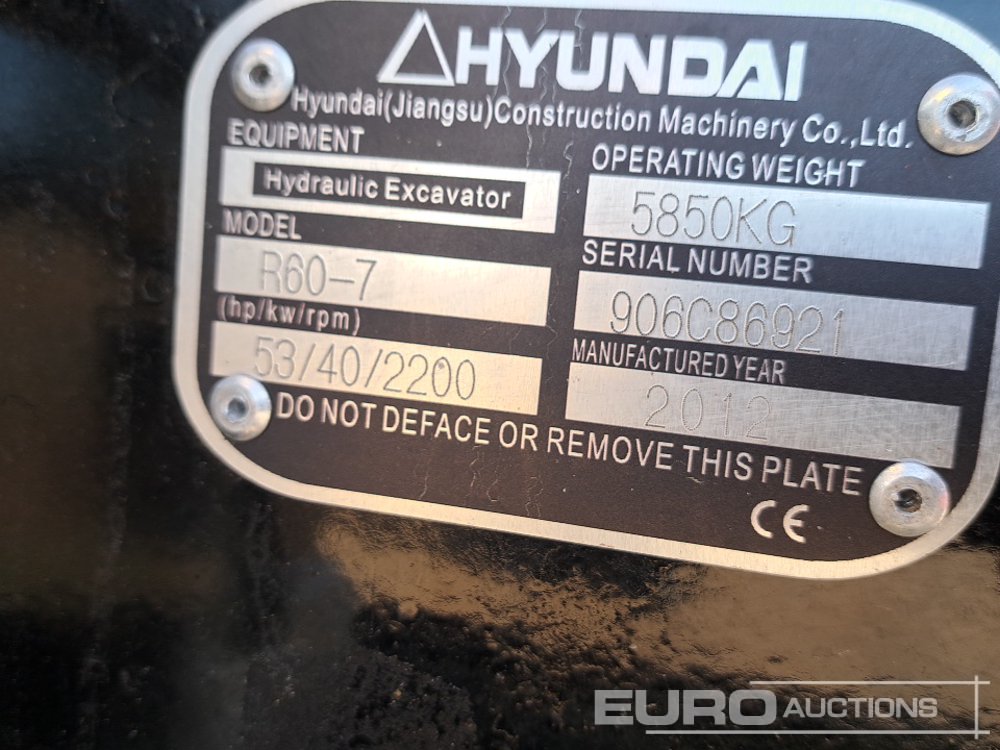 HYUNDAI
Hyundai(Jiangsu)Construction Machinery Co.,Ltd.
EQUIPMENT
Hydraulic Excavator
OPERATING WEIGHT
5850KG
MODEL
R60-7
SERIAL NUMBER
906C86921
(hp/kw/rpm)
53/40/2200
MANUFACTURED YEAR
2012
DO NOT DEFACE OR REMOVE THIS PLATE
CE
EURO AUCTIONS